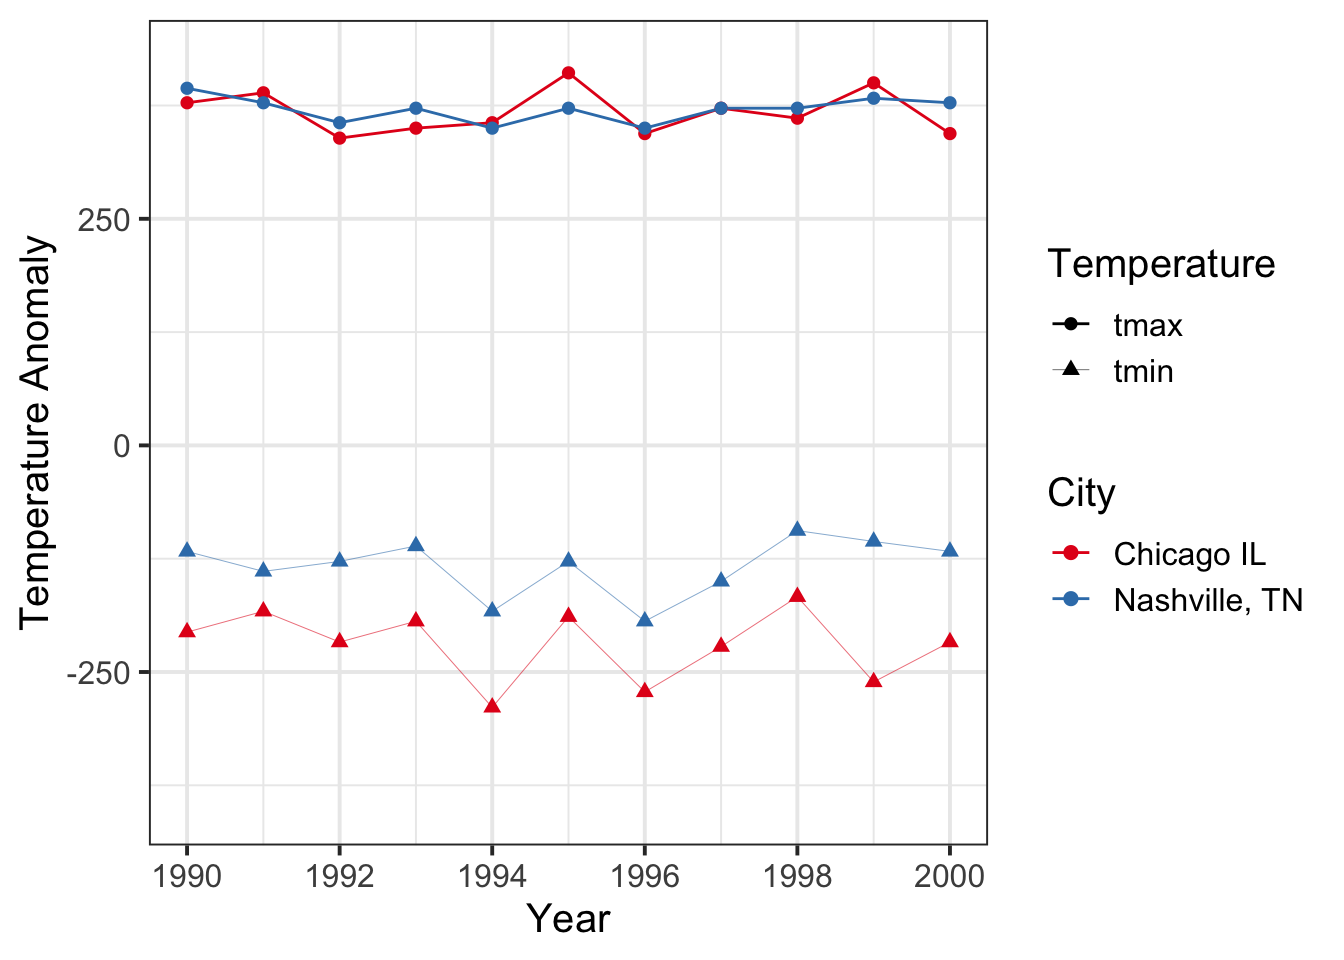 Temperature Anomaly
250
0
-250
1990 1992 1994 1996 1998 2000
Year
Temperature
tmax
tmin
City
Chicago IL
Nashville, TN